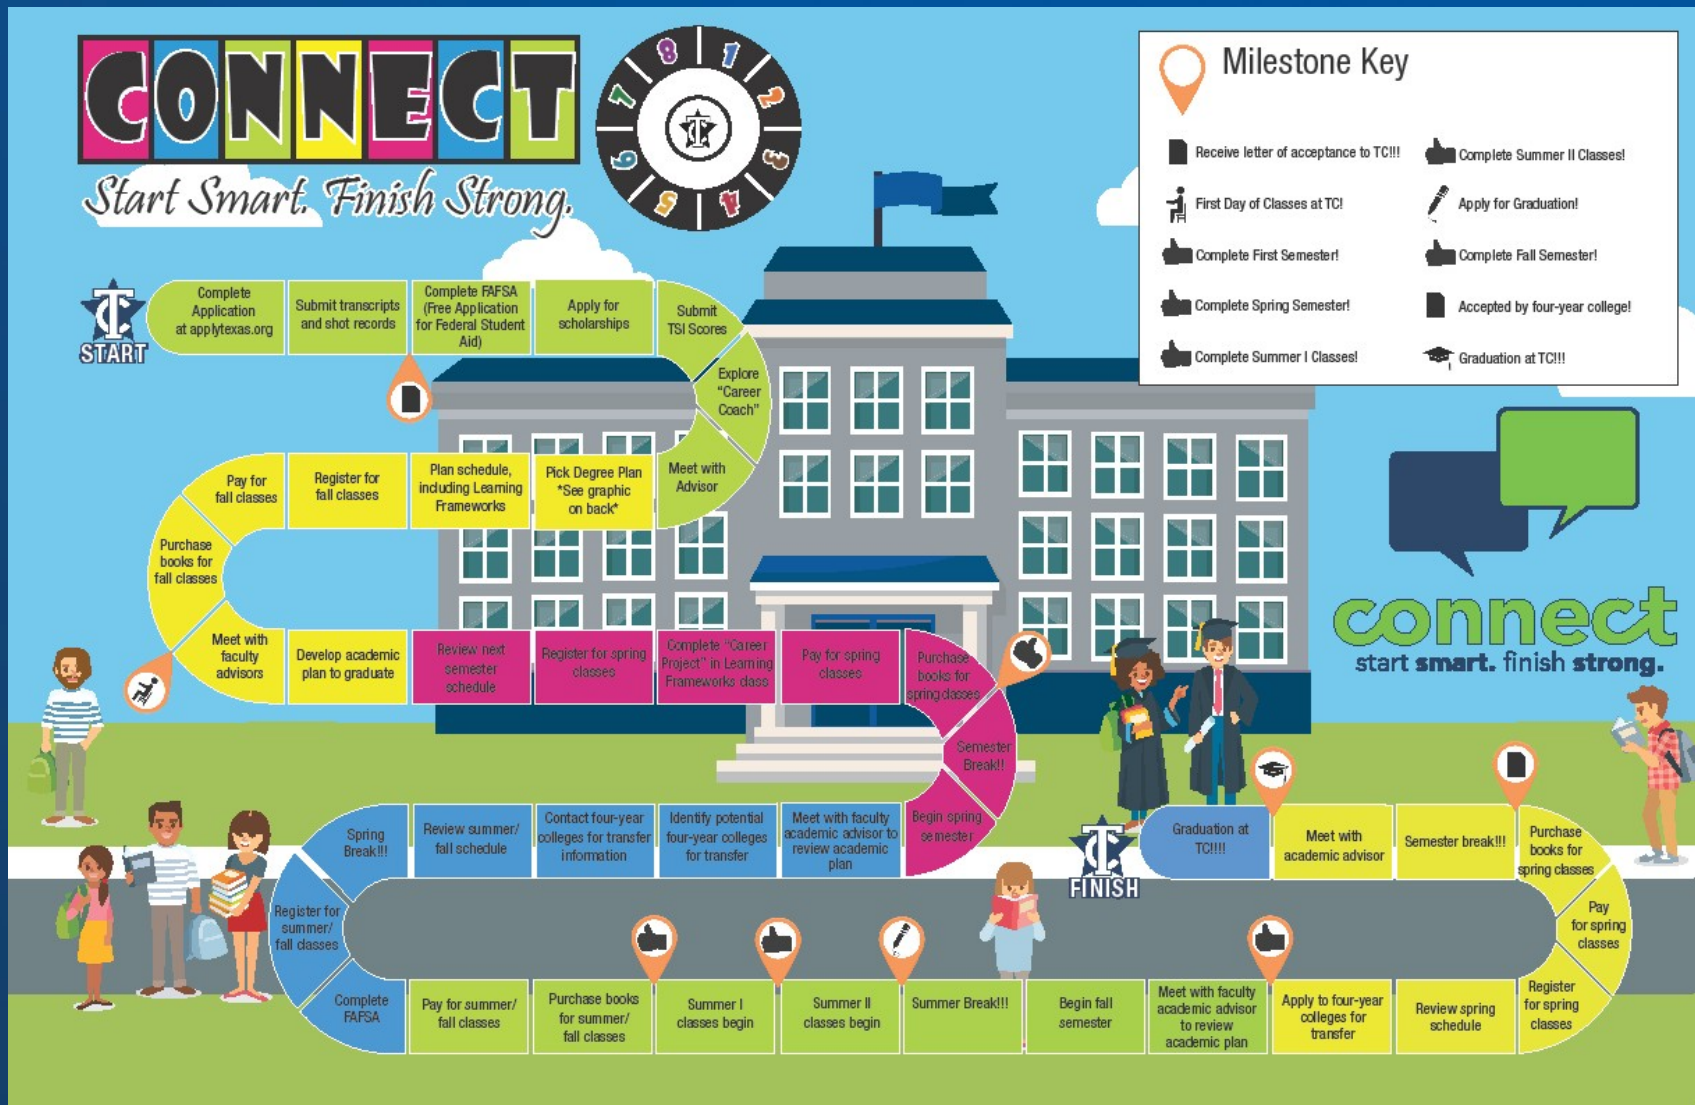 CONNECT
Start Smart. Finish Strong.
8
1
2
3
4
5
6
7
TC
Milestone Key
Receive letter of acceptance to TC!!!
First Day of Classes at TC!
Complete First Semester!
Complete Spring Semester!
Complete Summer I Classes!
Complete Summer II Classes!
Apply for Graduation!
Complete Fall Semester!
Accepted by four-year college!
Graduation at TC!!!
TC
START
Complete
Application
at applytexas.org
Submit transcripts
and shot records
Complete FAFSA
(Free Application
for Federal Student
Aid)
Apply for
scholarships
Submit
TSI Scores
Explore
"Career
Coach"
Meet with
Advisor
Pick Degree Plan
*See graphic
on back*
Plan schedule,
including Learning
Frameworks
Register for
fall classes
Pay for
fall classes
Purchase
books for
fall classes
Meet with
faculty
advisors
Develop academic
plan to graduate
Review next
semester
schedule
Register for spring
classes
Complete "Career
Project" in Learning
Frameworks class
Pay for spring
classes
Purchase
books for
spring classes
Semester
Break!!
Begin spring
semester
Meet with faculty
academic advisor to
review academic
plan
Identify potential
four-year colleges
for transfer
Contact four-year
colleges for transfer
information
Review summer/
fall schedule
Spring
Break!!!
Register for
summer/
fall classes
Complete
FAFSA
Pay for summer/
fall classes
Purchase books
for summer/
fall classes
Summer I
classes begin
Summer II
classes begin
Summer Break!!!
Begin fall
semester
Meet with faculty
academic advisor
to review
academic plan
Apply to four-year
colleges for
transfer
Review spring
schedule
Register
for spring
classes
Pay
for spring
classes
Purchase
books for
spring classes
Semester break!!!
Meet with
academic advisor
Graduation at
TC!!!!
TC
FINISH
connect
start smart. finish strong.